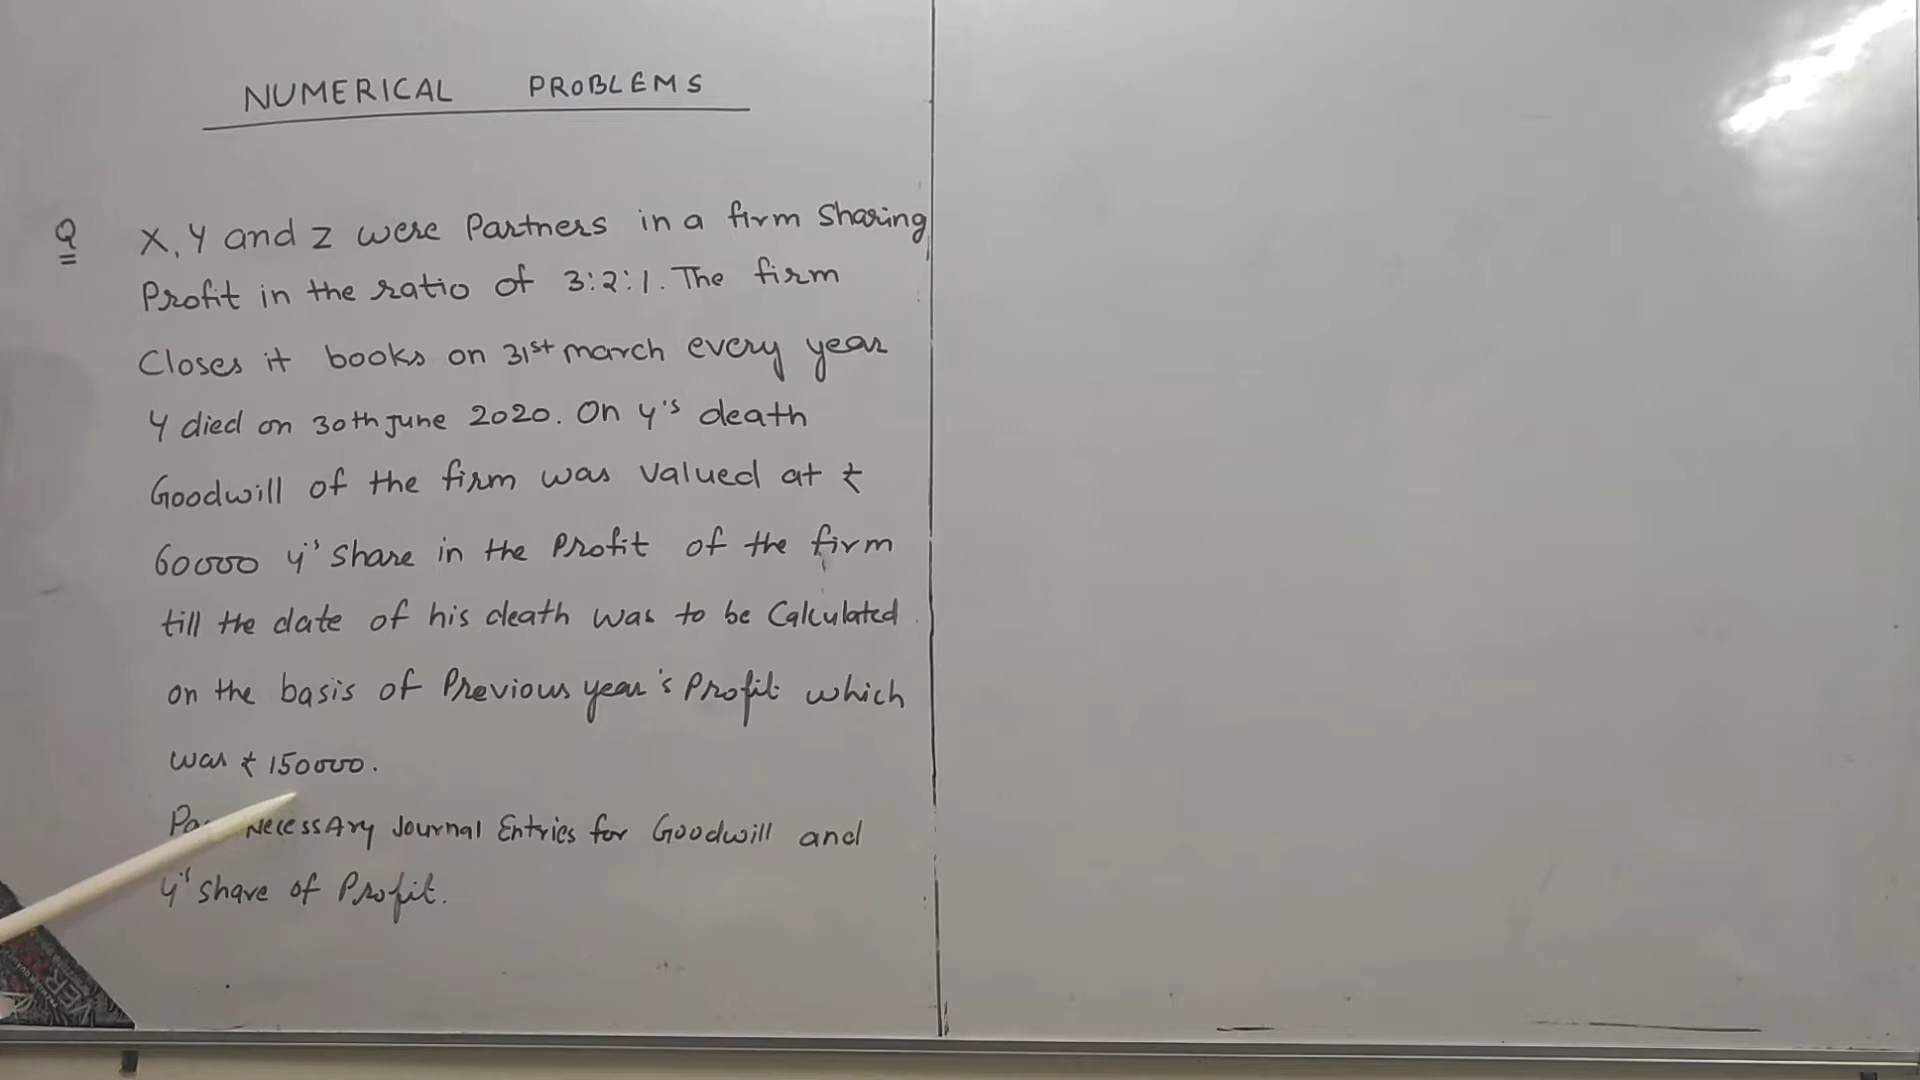 NUMERICAL PROBLEMS
Q X, Y and Z were Partners in a firm Sharing
Profit in the ratio of 3:2:1. The firm
Closes it books on 31st march every year
Y died on 30th June 2020. On Y's death
Goodwill of the firm was valued at ₹
60000 Y's Share in the Profit of the firm
till the date of his death was to be Calculated
on the basis of Previous year's Profit which
was ₹ 150000.
Necessary Journal Entries for Goodwill and
Y's share of Profit.